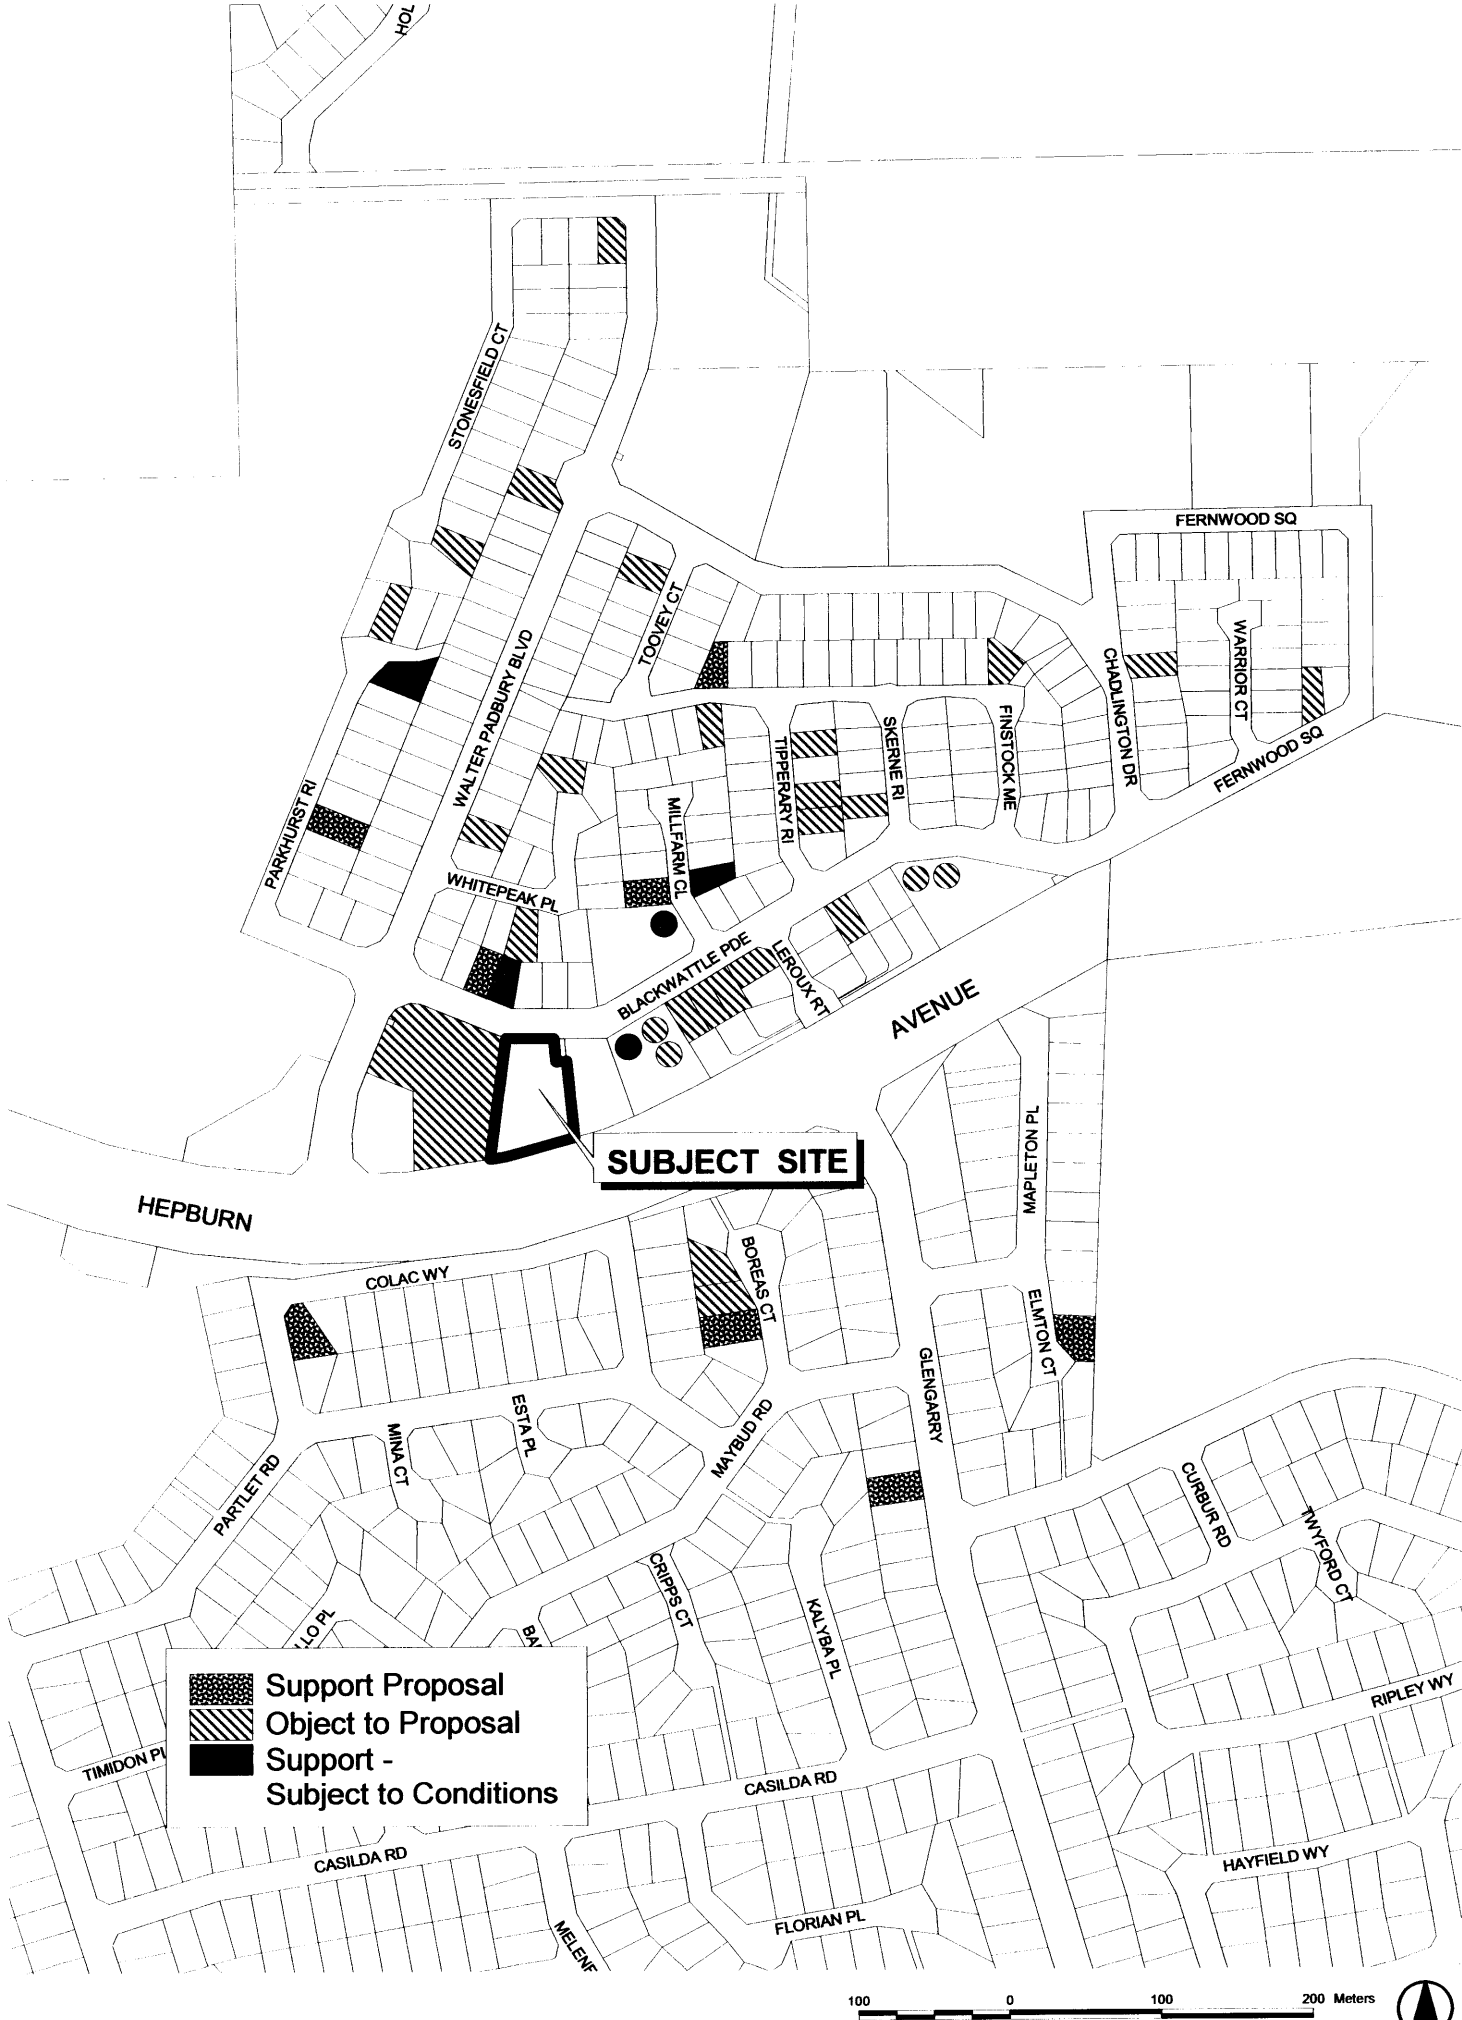 HOL
STONESFIELD CT
FERNWOOD SQ
TOOVEY CT
WALTER PADBURY BLVD
WARRIOR CT
CHADLINGTON DR
SKERNE RI
FINSTOCK ME
TIPPERARY RI
FERNWOOD SQ
PARKHURST RI
MILLFARM CL
WHITEPEAK PL
BLACKWATTLE PDE
LEROUX RT
AVENUE
SUBJECT SITE
MAPLETON PL
HEPBURN
BOREAS CT
COLAC WY
ELMTON CT
GLENGARRY
ESTA PL
MINA CT
MAYBUD RD
PARTLET RD
CURBUR RD
TWYFORD CT
CRIPPS CT
KALYBA PL
LLO PL
BA
Support Proposal
Object to Proposal
Support -
Subject to Conditions
RIPLEY WY
TIMIDON PL
CASILDA RD
CASILDA RD
HAYFIELD WY
FLORIAN PL
MELENE
100 0 100 200 Meters